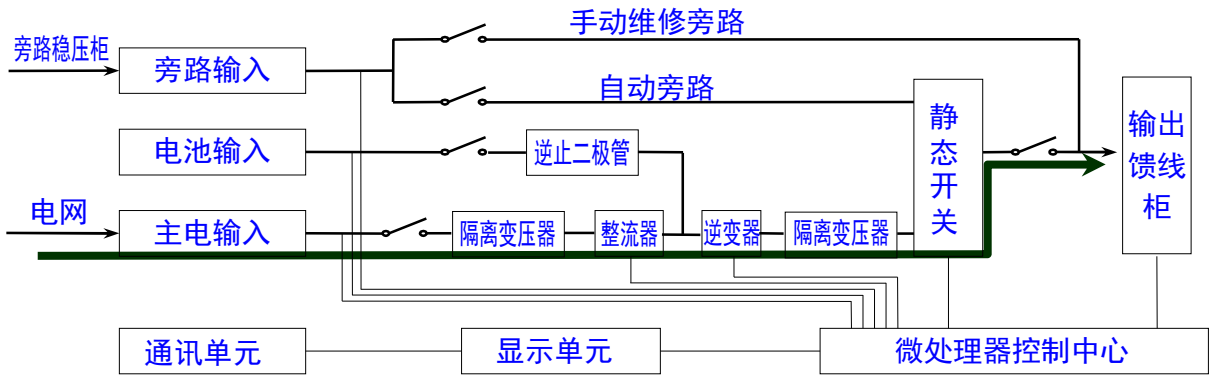 手动维修旁路
旁路稳压柜
旁路输入
自动旁路
静态开关
输出馈线柜
电池输入
逆止二极管
电网
主电输入
隔离变压器
整流器
逆变器
隔离变压器
通讯单元
显示单元
微处理器控制中心